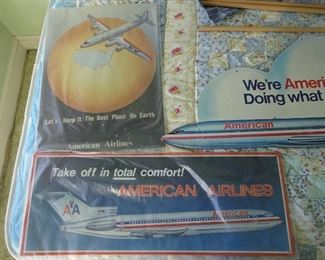 Let's Keep It The Best Place On Earth
American Airlines
We're Ameri
Doing what
American
Take off in total comfort!
AMERICAN AIRLINES
AA
American